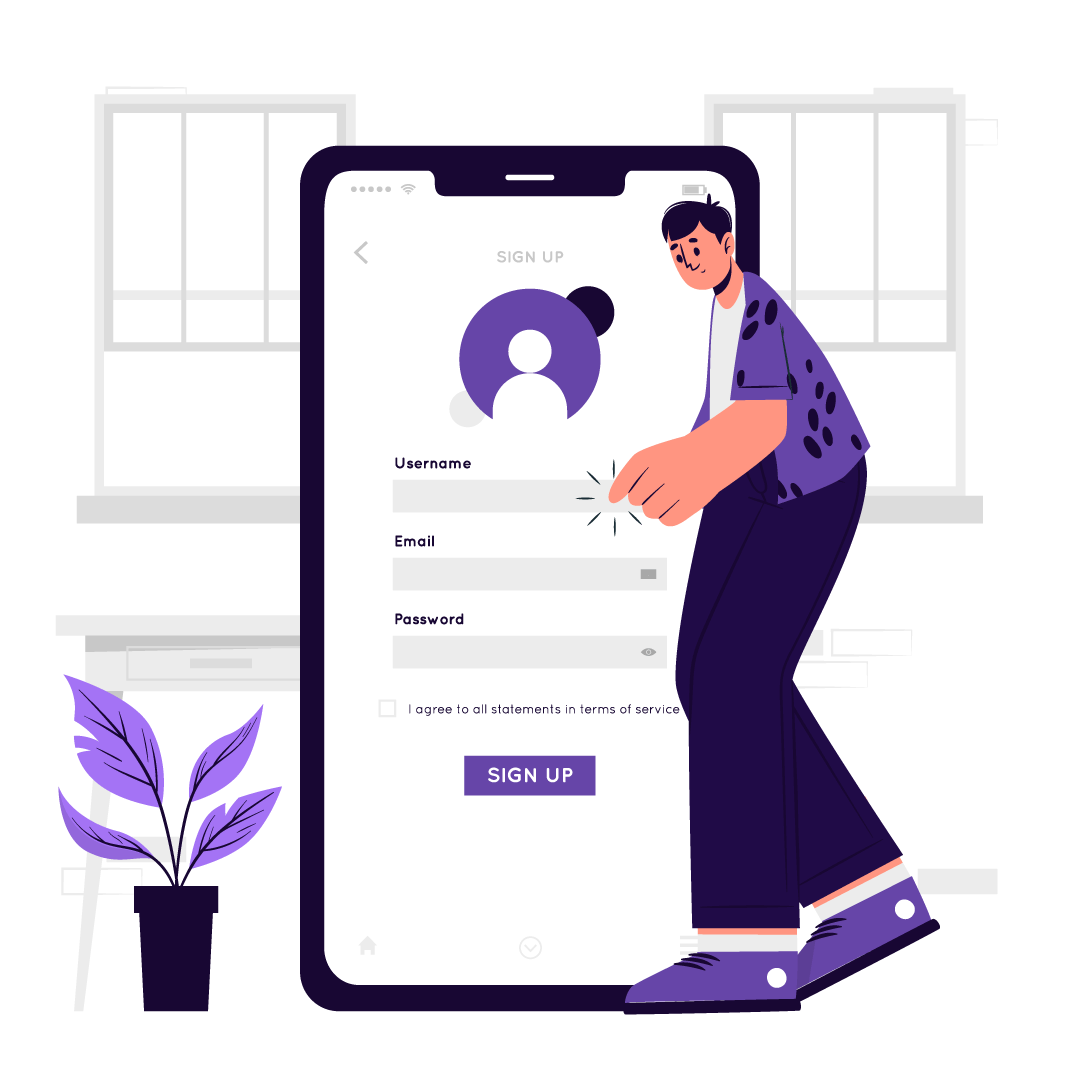 SIGN UP
Username
Email
Password
I agree to all statements in terms of service
SIGN UP